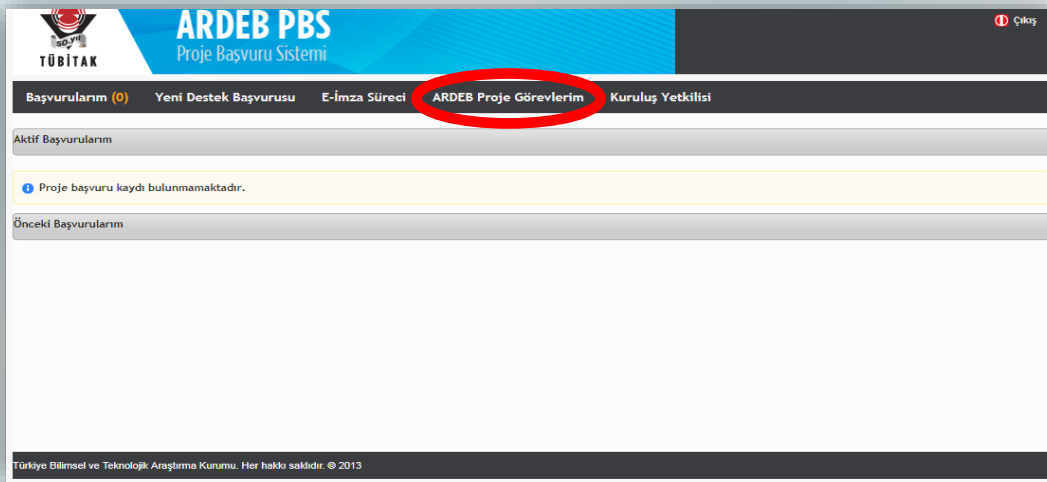 50.yıl
TÜBİTAK
ARDEB PBS
Proje Başvuru Sistemi
Çıkış
Başvurularım (0) Yeni Destek Başvurusu E-İmza Süreci ARDEB Proje Görevlerim Kuruluş Yetkilisi
Aktif Başvurularım
Proje başvuru kaydı bulunmamaktadır.
Önceki Başvurularım
Türkiye Bilimsel ve Teknolojik Araştırma Kurumu. Her hakkı saklıdır. © 2013